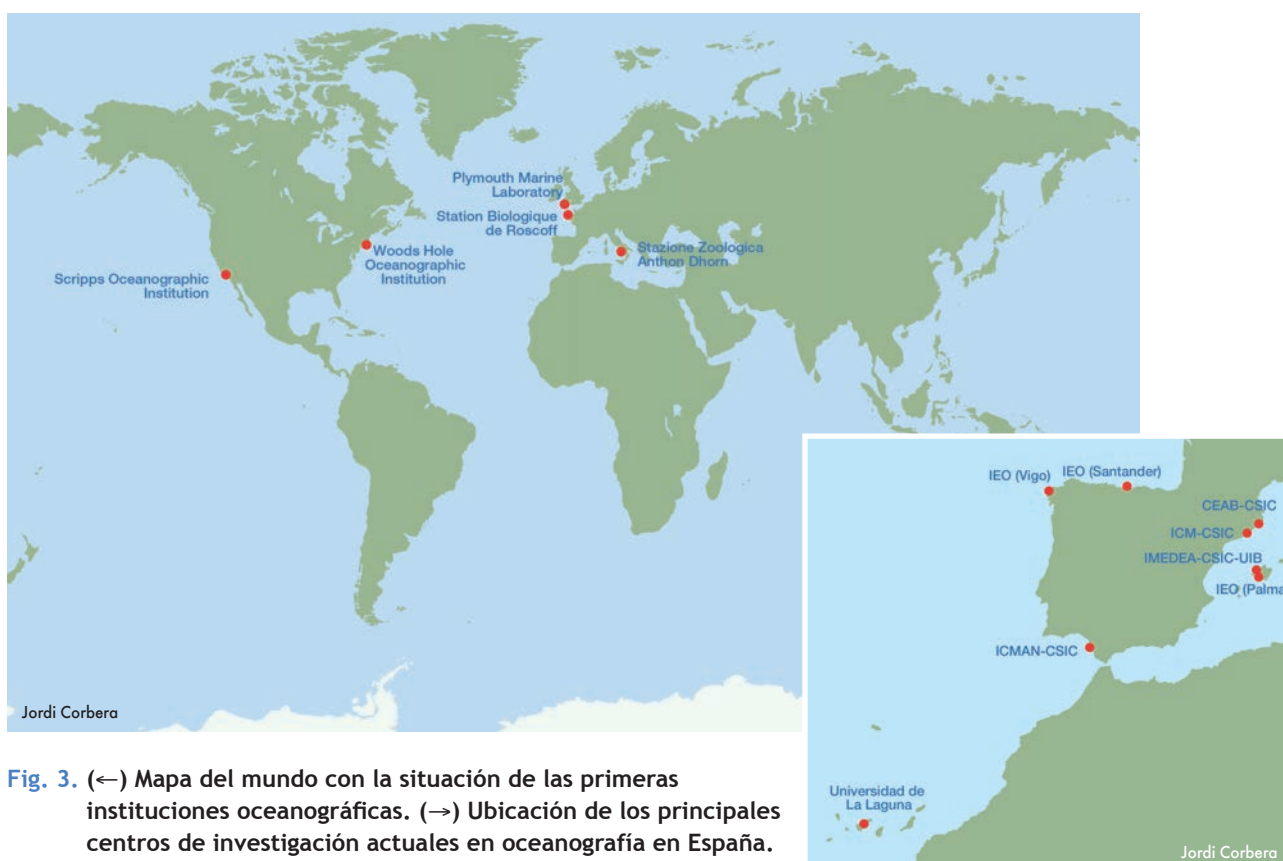 Plymouth Marine
Laboratory
Station Biologique
de Roscoff
Stazione Zoologica
Anthon Dhorn
Woods Hole
Oceanographic
Institution
Scripps Oceanographic
Institution
Jordi Corbera
IEO (Vigo)
IEO (Santander)
CEAB-CSIC
ICM-CSIC
IMEDEA-CSIC-UIB
IEO (Palma
ICMAN-CSIC
Universidad de
La Laguna
Jordi Corbera
Fig. 3. (←) Mapa del mundo con la situación de las primeras
instituciones oceanográficas. (→) Ubicación de los principales
centros de investigación actuales en oceanografía en España.